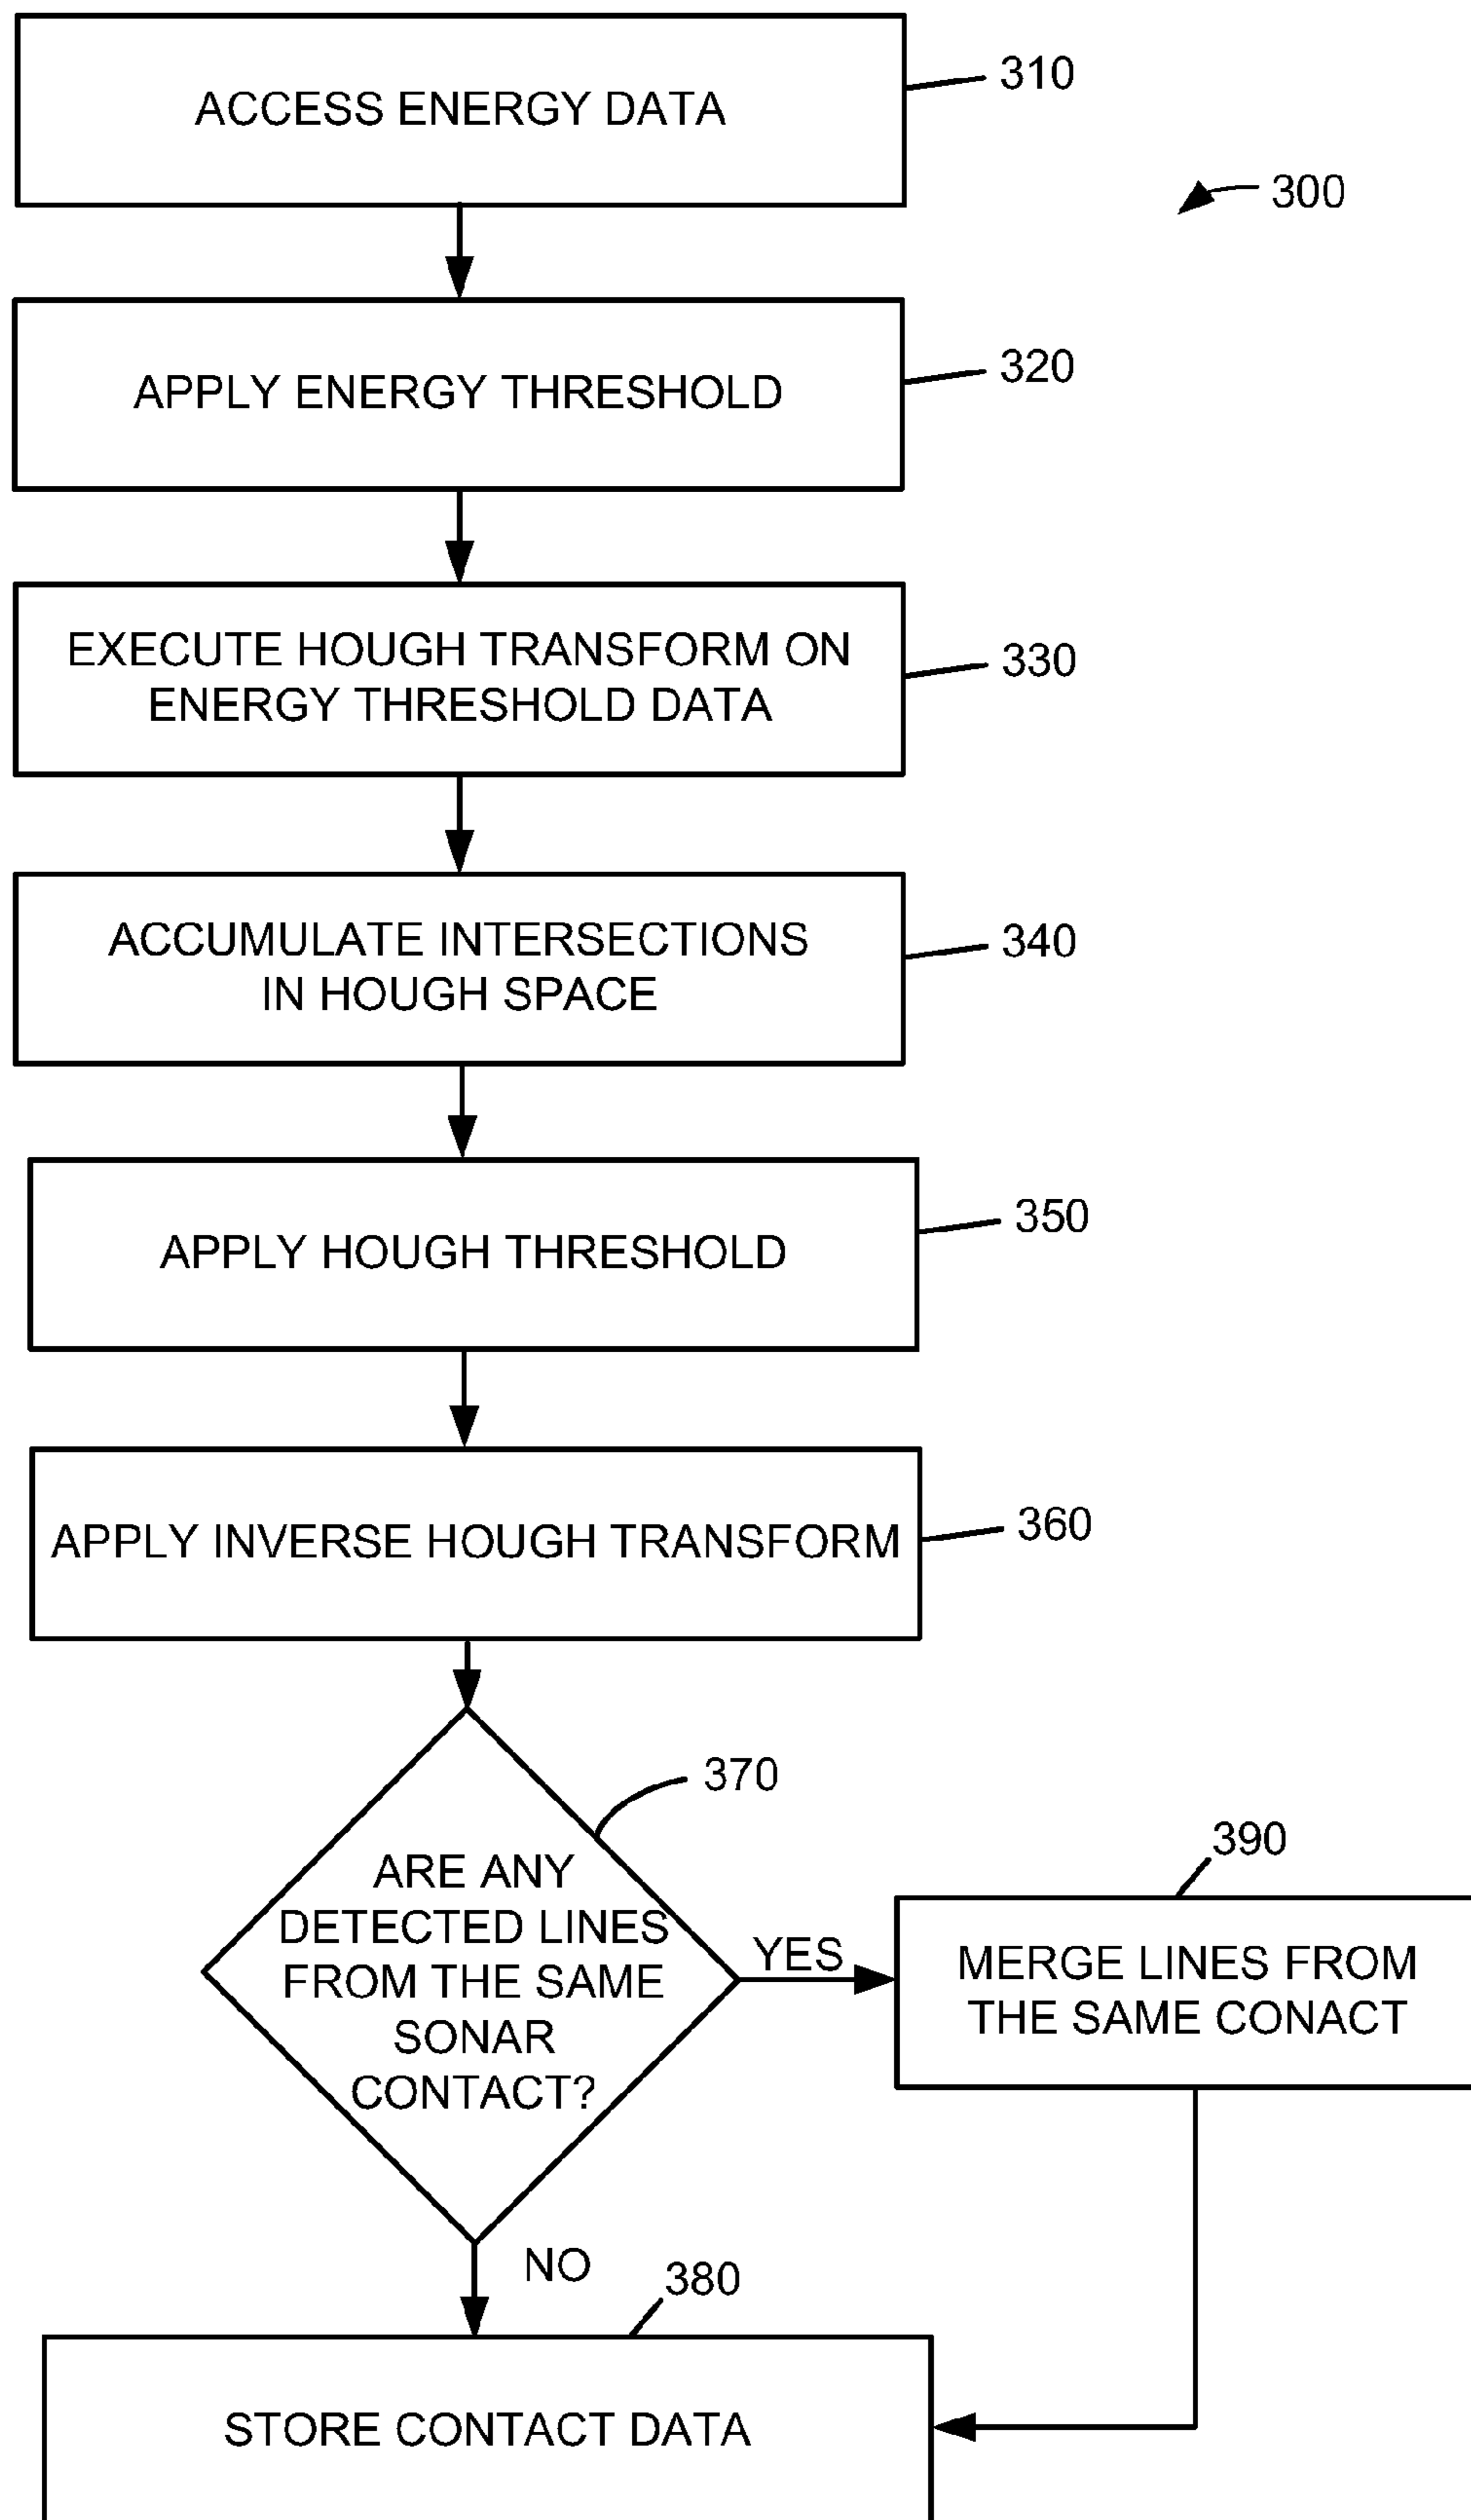 ACCESS ENERGY DATA
310
300
APPLY ENERGY THRESHOLD
320
EXECUTE HOUGH TRANSFORM ON
ENERGY THRESHOLD DATA
330
ACCUMULATE INTERSECTIONS
IN HOUGH SPACE
340
APPLY HOUGH THRESHOLD
350
APPLY INVERSE HOUGH TRANSFORM
360
370
ARE ANY
DETECTED LINES
FROM THE SAME
SONAR
CONTACT?
YES
390
MERGE LINES FROM
THE SAME CONACT
NO
380
STORE CONTACT DATA